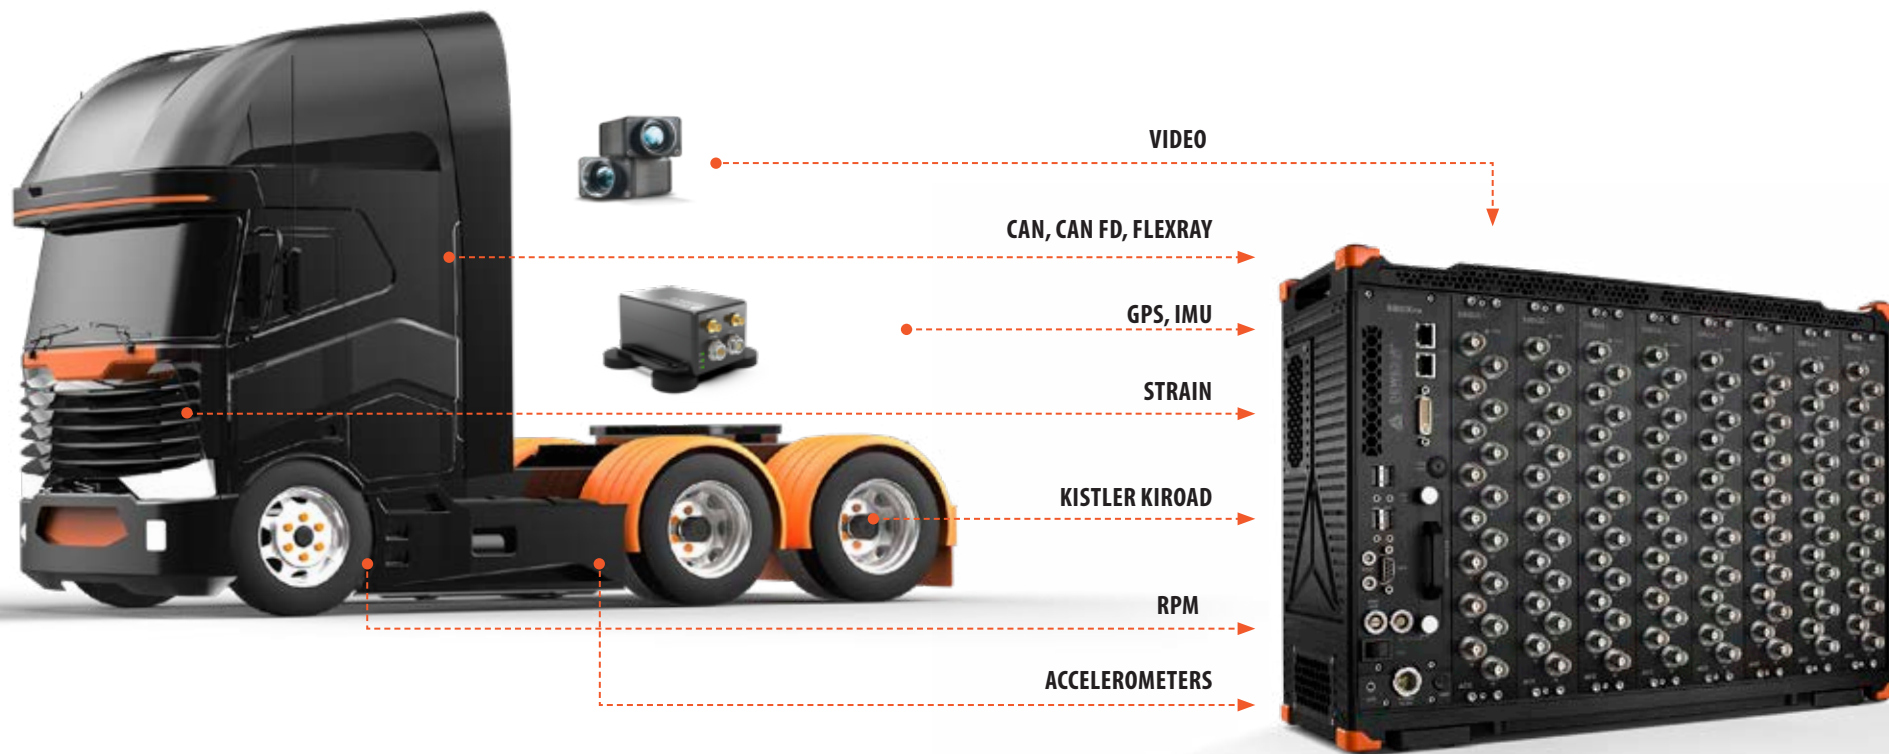 VIDEO
CAN, CAN FD, FLEXRAY
GPS, IMU
STRAIN
KISTLER KIROAD
RPM
ACCELEROMETERS